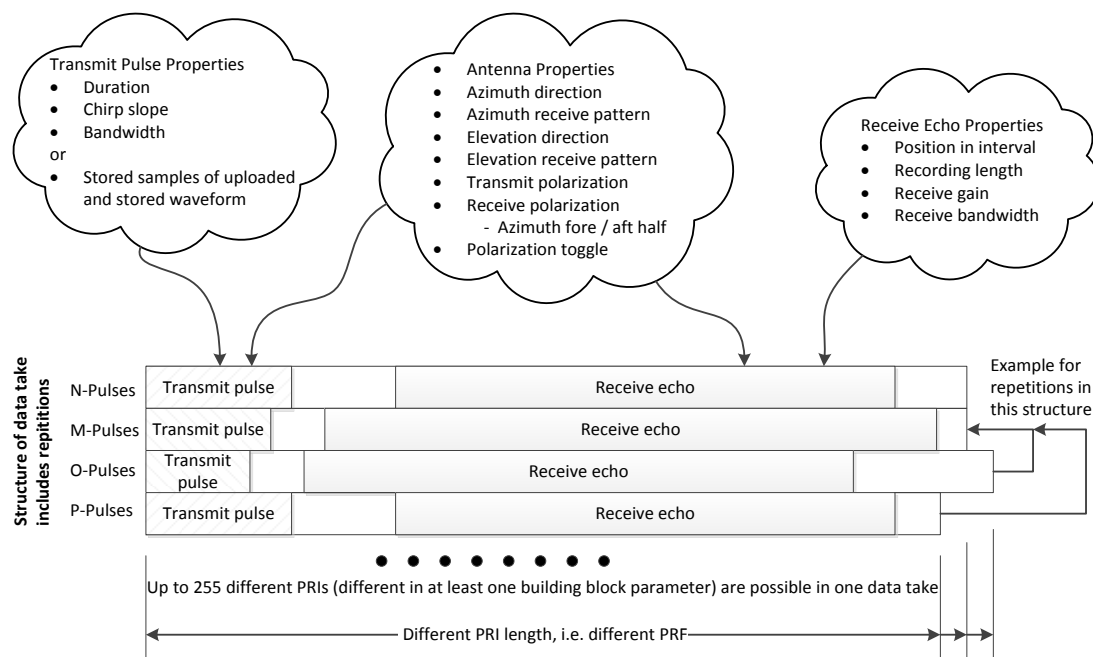 Transmit Pulse Properties
● Duration
● Chirp slope
● Bandwidth
or
● Stored samples of uploaded
and stored waveform
● Antenna Properties
● Azimuth direction
● Azimuth receive pattern
● Elevation direction
● Elevation receive pattern
● Transmit polarization
● Receive polarization
- Azimuth fore / aft half
● Polarization toggle
Receive Echo Properties
● Position in interval
● Recording length
● Receive gain
● Receive bandwidth
Structure of data take
includes repititions
N-Pulses
Transmit pulse
Receive echo
M-Pulses
Transmit pulse
Receive echo
O-Pulses
Transmit
pulse
Receive echo
P-Pulses
Transmit pulse
Receive echo
Example for
repetitions in
this structure
Up to 255 different PRIs (different in at least one building block parameter) are possible in one data take
Different PRI length, i.e. different PRF